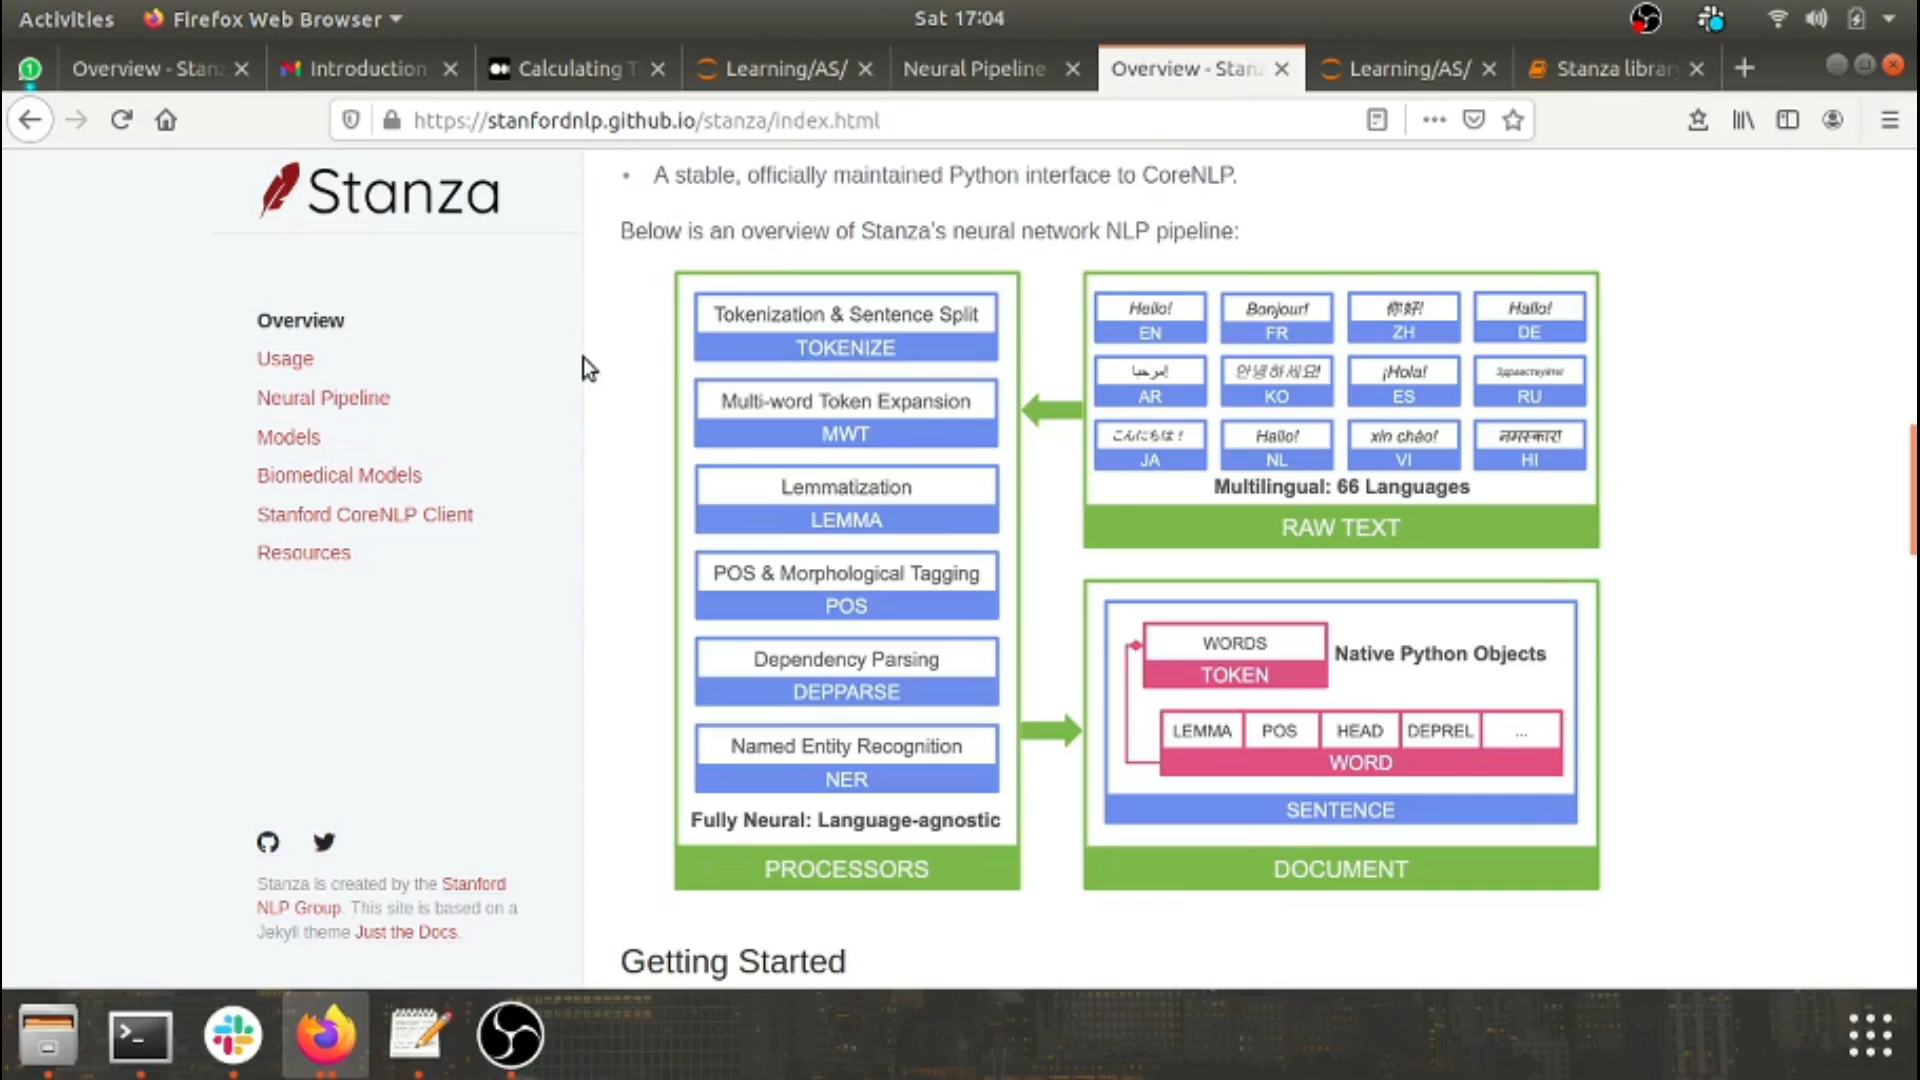 Activities
Firefox Web Browser
Sat 17:04
1
Overview - Stan
Introduction
Calculating T
Learning/AS/
Neural Pipeline
Overview - Stan
Learning/AS/
Stanza librar
https://stanfordnlp.github.io/stanza/index.html
Stanza
Overview
Usage
Neural Pipeline
Models
Biomedical Models
Stanford CoreNLP Client
Resources
Stanza is created by the Stanford
NLP Group. This site is based on a
Jekyll theme Just the Docs.
• A stable, officially maintained Python interface to CoreNLP.
Below is an overview of Stanza's neural network NLP pipeline:
Tokenization & Sentence Split
TOKENIZE
Multi-word Token Expansion
MWT
Lemmatization
LEMMA
POS & Morphological Tagging
POS
Dependency Parsing
DEPPARSE
Named Entity Recognition
NER
Fully Neural: Language-agnostic
PROCESSORS
Hello! Bonjour! 你好! Hallo!
EN FR ZH DE
مرحبا! 안녕하세요! ¡Hola! Здравствуйте!
AR KO ES RU
こんにちは! Hallo! xin chào! नमस्कार!
JA NL VI HI
Multilingual: 66 Languages
RAW TEXT
WORDS
TOKEN
Native Python Objects
LEMMA POS HEAD DEPREL ...
WORD
SENTENCE
DOCUMENT
Getting Started